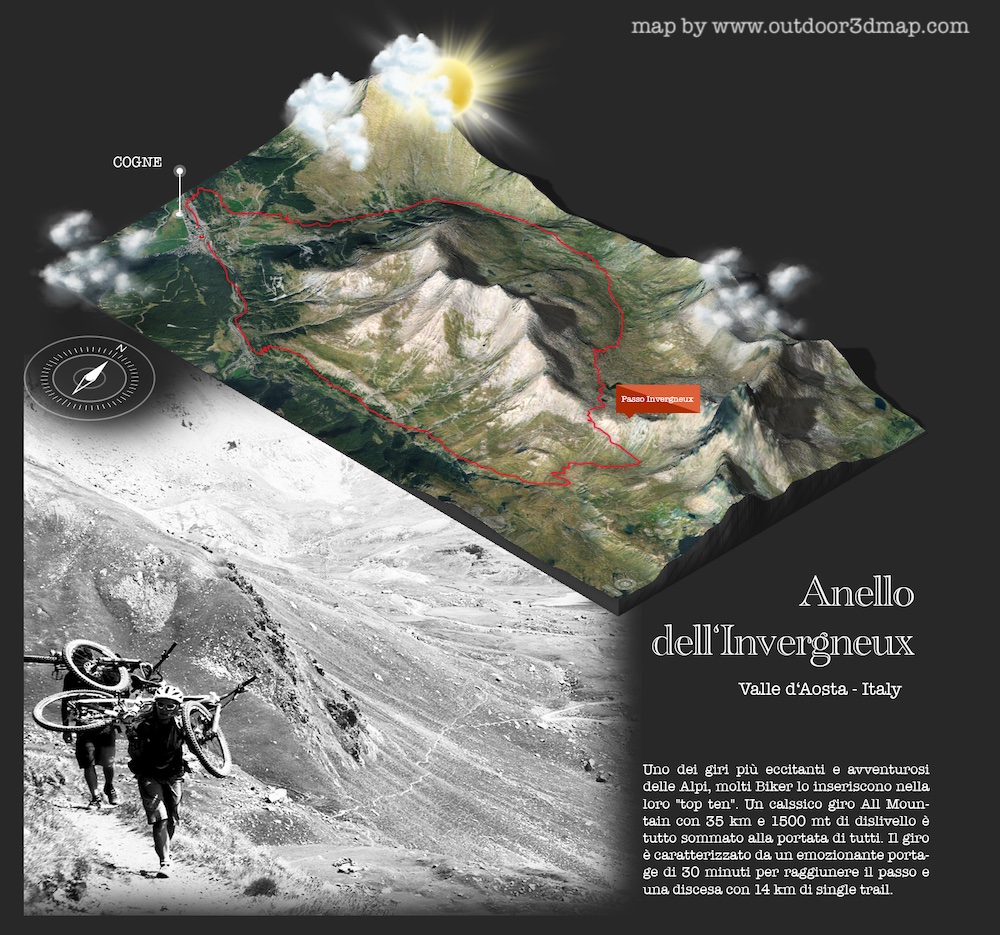 map by www.outdoor3dmap.com
COGNE
N
Passo Invergneux
Anello
dell'Invergneux
Valle d'Aosta - Italy
Uno dei giri più eccitanti e avventurosi
delle Alpi, molti Biker lo inseriscono nella
loro "top ten". Un calssico giro All Moun-
tain con 35 km e 1500 mt di dislivello è
tutto sommato alla portata di tutti. Il giro
è caratterizzato da un emozionante porta-
ge di 30 minuti per raggiunere il passo e
una discesa con 14 km di single trail.